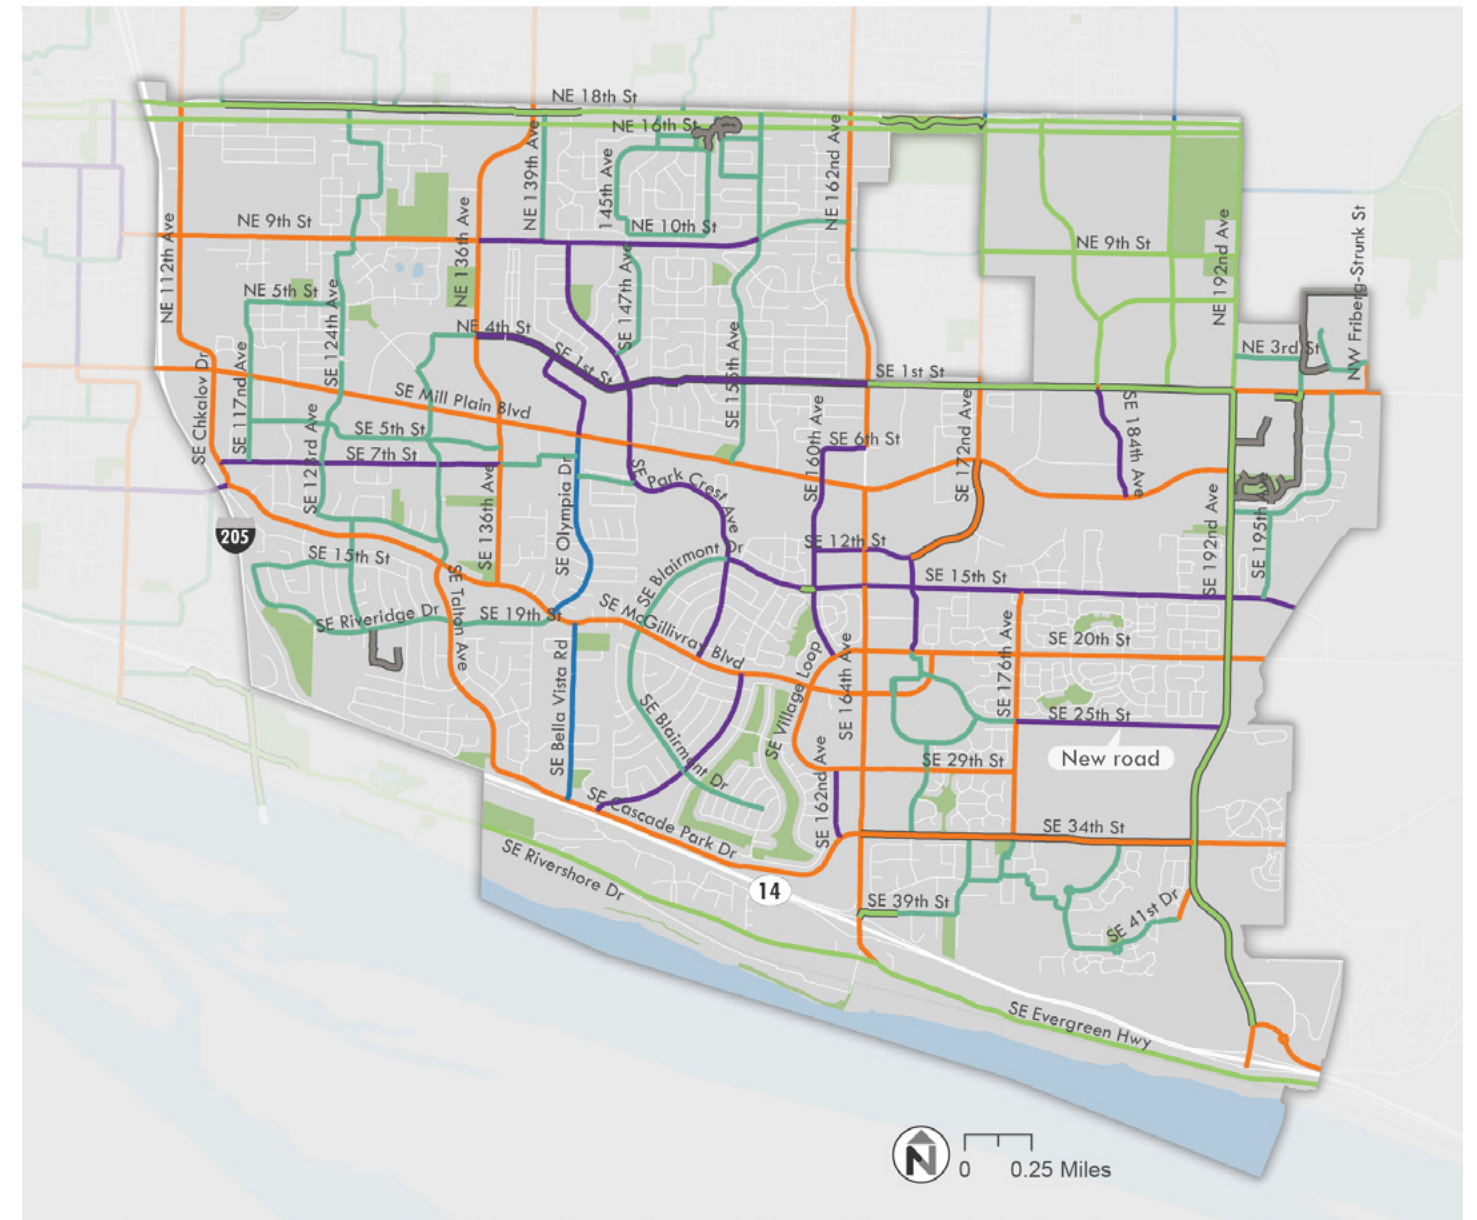 NE 18th St
NE 16th St
NE 139th Ave
145th Ave
NE 162nd Ave
NE 112th Ave
NE 9th St
NE 136th Ave
NE 10th St
NE 9th St
NE 192nd Ave
NW Friberg-Strunk St
NE 5th St
SE 124th Ave
SE 147th Ave
NE 4th St
SE 1st St
SE 1st St
NE 3rd St
SE Chkalov Dr
SE 117nd Ave
SE 155th Ave
SE Mill Plain Blvd
SE 5th St
SE 7th St
SE 123rd Ave
SE 6th St
SE 160th Ave
SE 172nd Ave
SE 184th Ave
SE Park Crest Ave
SE 136th Ave
SE Olympia Dr
SE 192nd Ave
SE 195th
205
SE 15th St
SE Blairmont Dr
SE 12th St
SE 15th St
SE Talton Ave
SE Riveridge Dr
SE 19th St
SE McGillivray Blvd
SE 20th St
SE 176th Ave
SE 164th Ave
SE Village Loop
SE Bella Vista Rd
SE Blairmont Dr
SE 25th St
New road
SE 29th St
SE 162nd Ave
SE Cascade Park Dr
SE 34th St
SE Rivershore Dr
14
SE 39th St
SE 41st Dr
SE Evergreen Hwy
N
0 0.25 Miles